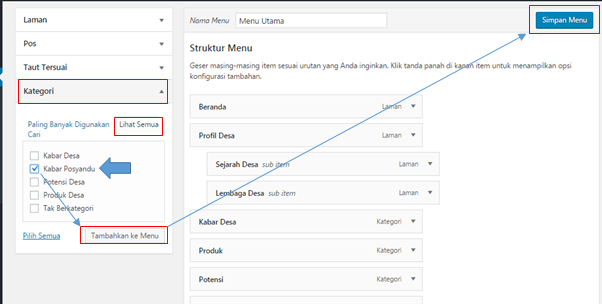 Laman
Pos
Taut Tersuai
Kategori
Paling Banyak Digunakan
Lihat Semua
Cari
Kabar Desa
Kabar Posyandu
Potensi Desa
Produk Desa
Tak Berkategori
Pilih Semua
Tambahkan ke Menu
Nama Menu
Menu Utama
Simpan Menu
Struktur Menu
Geser masing-masing item sesuai urutan yang Anda inginkan. Klik tanda panah di kanan item untuk menampilkan opsi
konfigurasi tambahan.
Beranda Laman
Profil Desa Laman
Sejarah Desa sub item Laman
Lembaga Desa sub item Laman
Kabar Desa Kategori
Produk Kategori
Potensi Kategori